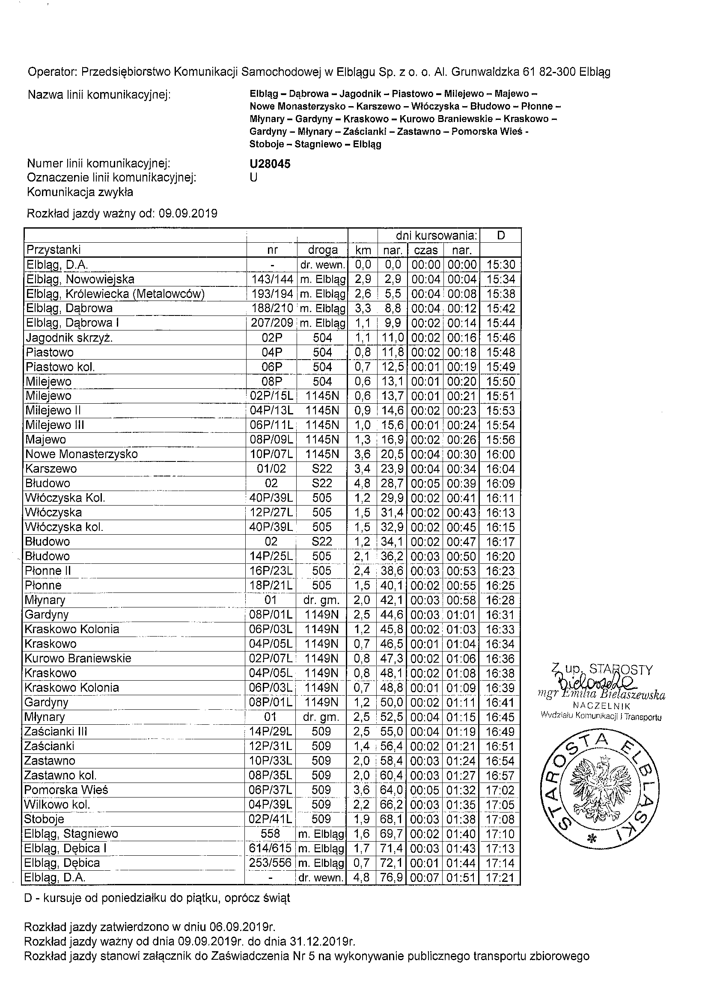 Operator: Przedsiębiorstwo Komunikacji Samochodowej w Elblągu Sp. z o. o. Al. Grunwaldzka 61 82-300 Elbląg
Nazwa linii komunikacyjnej: Elbląg – Dąbrowa – Jagodnik – Piastowo – Milejewo – Majewo –
Nowe Monasterzysko – Karszewo – Włóczyska – Błudowo – Płonne –
Młynary – Gardyny – Kraskowo – Kurowo Braniewskie – Kraskowo –
Gardyny – Młynary – Zaścianki – Zastawno – Pomorska Wieś -
Stoboje – Stagniewo – Elbląg
Numer linii komunikacyjnej: U28045
Oznaczenie linii komunikacyjnej: U
Komunikacja zwykła
Rozkład jazdy ważny od: 09.09.2019
dni kursowania: D
Przystanki nr droga km nar. czas nar.
Elbląg, D.A. - dr. wewn. 0,0 0,0 00:00 00:00 15:30
Elbląg, Nowowiejska 143/144 m. Elbląg 2,9 2,9 00:04 00:04 15:34
Elbląg, Królewiecka (Metalowców) 193/194 m. Elbląg 2,6 5,5 00:04 00:08 15:38
Elbląg, Dąbrowa 188/210 m. Elbląg 3,3 8,8 00:04 00:12 15:42
Elbląg, Dąbrowa I 207/209 m. Elbląg 1,1 9,9 00:02 00:14 15:44
Jagodnik skrzyż. 02P 504 1,1 11,0 00:02 00:16 15:46
Piastowo 04P 504 0,8 11,8 00:02 00:18 15:48
Piastowo kol. 06P 504 0,7 12,5 00:01 00:19 15:49
Milejewo 08P 504 0,6 13,1 00:01 00:20 15:50
Milejewo 02P/15L 1145N 0,6 13,7 00:01 00:21 15:51
Milejewo II 04P/13L 1145N 0,9 14,6 00:02 00:23 15:53
Milejewo III 06P/11L 1145N 1,0 15,6 00:01 00:24 15:54
Majewo 08P/09L 1145N 1,3 16,9 00:02 00:26 15:56
Nowe Monasterzysko 10P/07L 1145N 3,6 20,5 00:04 00:30 16:00
Karszewo 01/02 S22 3,4 23,9 00:04 00:34 16:04
Błudowo 02 S22 4,8 28,7 00:05 00:39 16:09
Włóczyska Kol. 40P/39L 505 1,2 29,9 00:02 00:41 16:11
Włóczyska 12P/27L 505 1,5 31,4 00:02 00:43 16:13
Włóczyska kol. 40P/39L 505 1,5 32,9 00:02 00:45 16:15
Błudowo 02 S22 1,2 34,1 00:02 00:47 16:17
Błudowo 14P/25L 505 2,1 36,2 00:03 00:50 16:20
Płonne II 16P/23L 505 2,4 38,6 00:03 00:53 16:23
Płonne 18P/21L 505 1,5 40,1 00:02 00:55 16:25
Młynary 01 dr. gm. 2,0 42,1 00:03 00:58 16:28
Gardyny 08P/01L 1149N 2,5 44,6 00:03 01:01 16:31
Kraskowo Kolonia 06P/03L 1149N 1,2 45,8 00:02 01:03 16:33
Kraskowo 04P/05L 1149N 0,7 46,5 00:01 01:04 16:34
Kurowo Braniewskie 02P/07L 1149N 0,8 47,3 00:02 01:06 16:36
Kraskowo 04P/05L 1149N 0,8 48,1 00:02 01:08 16:38
Kraskowo Kolonia 06P/03L 1149N 0,7 48,8 00:01 01:09 16:39
Gardyny 08P/01L 1149N 1,2 50,0 00:02 01:11 16:41
Młynary 01 dr. gm. 2,5 52,5 00:04 01:15 16:45
Zaścianki III 14P/29L 509 2,5 55,0 00:04 01:19 16:49
Zaścianki 12P/31L 509 1,4 56,4 00:02 01:21 16:51
Zastawno 10P/33L 509 2,0 58,4 00:03 01:24 16:54
Zastawno kol. 08P/35L 509 2,0 60,4 00:03 01:27 16:57
Pomorska Wieś 06P/37L 509 3,6 64,0 00:05 01:32 17:02
Wilkowo kol. 04P/39L 509 2,2 66,2 00:03 01:35 17:05
Stoboje 02P/41L 509 1,9 68,1 00:03 01:38 17:08
Elbląg, Stagniewo 558 m. Elbląg 1,6 69,7 00:02 01:40 17:10
Elbląg, Dębica I 614/615 m. Elbląg 1,7 71,4 00:03 01:43 17:13
Elbląg, Dębica 253/556 m. Elbląg 0,7 72,1 00:01 01:44 17:14
Elbląg, D.A. - dr. wewn. 4,8 76,9 00:07 01:51 17:21
Z up. STAROSTY
mgr Emilia Bielaszewska
NACZELNIK
Wydziału Komunikacji i Transportu
STAROSTA ELBLĄSKI *
D - kursuje od poniedziałku do piątku, oprócz świąt
Rozkład jazdy zatwierdzono w dniu 06.09.2019r.
Rozkład jazdy ważny od dnia 09.09.2019r. do dnia 31.12.2019r.
Rozkład jazdy stanowi załącznik do Zaświadczenia Nr 5 na wykonywanie publicznego transportu zbiorowego